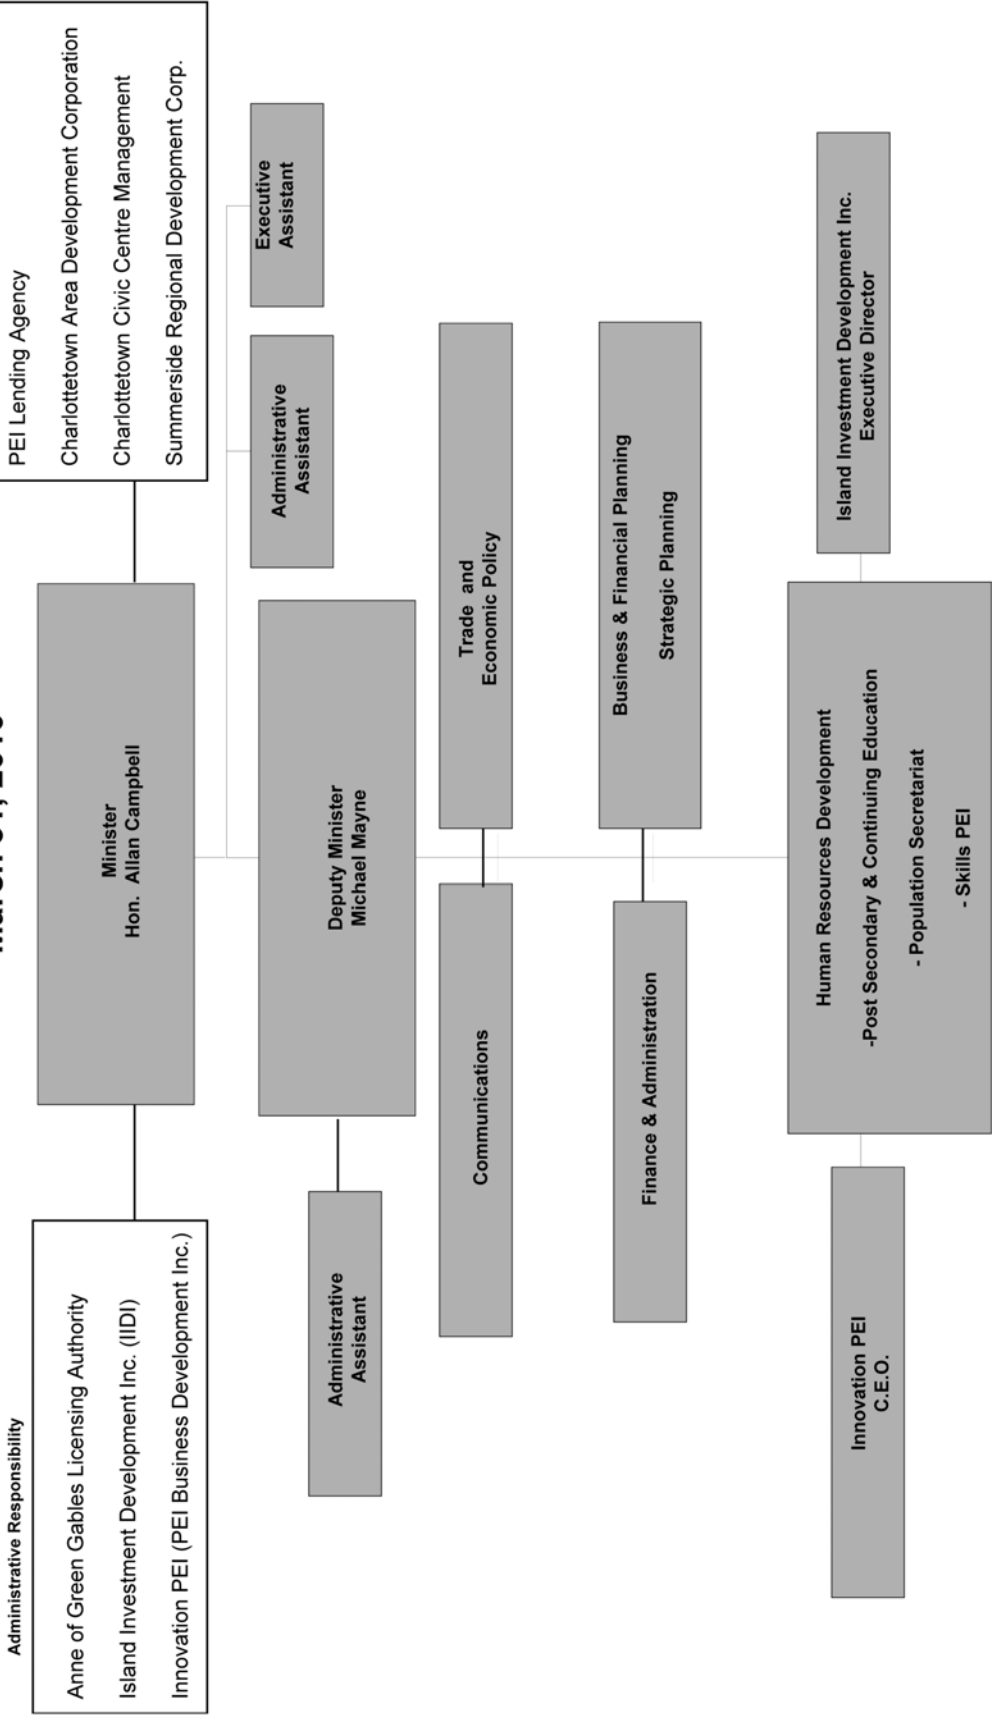 Administrative Responsibility
Anne of Green Gables Licensing Authority
Island Investment Development Inc. (IIDI)
Innovation PEI (PEI Business Development Inc.)
Minister
Hon. Allan Campbell
PEI Lending Agency
Charlottetown Area Development Corporation
Charlottetown Civic Centre Management
Summerside Regional Development Corp.
Administrative
Assistant
Executive
Assistant
Administrative
Assistant
Deputy Minister
Michael Mayne
Communications
Trade and
Economic Policy
Finance & Administration
Business & Financial Planning
Strategic Planning
Innovation PEI
C.E.O.
Human Resources Development
-Post Secondary & Continuing Education
- Population Secretariat
- Skills PEI
Island Investment Development Inc.
Executive Director